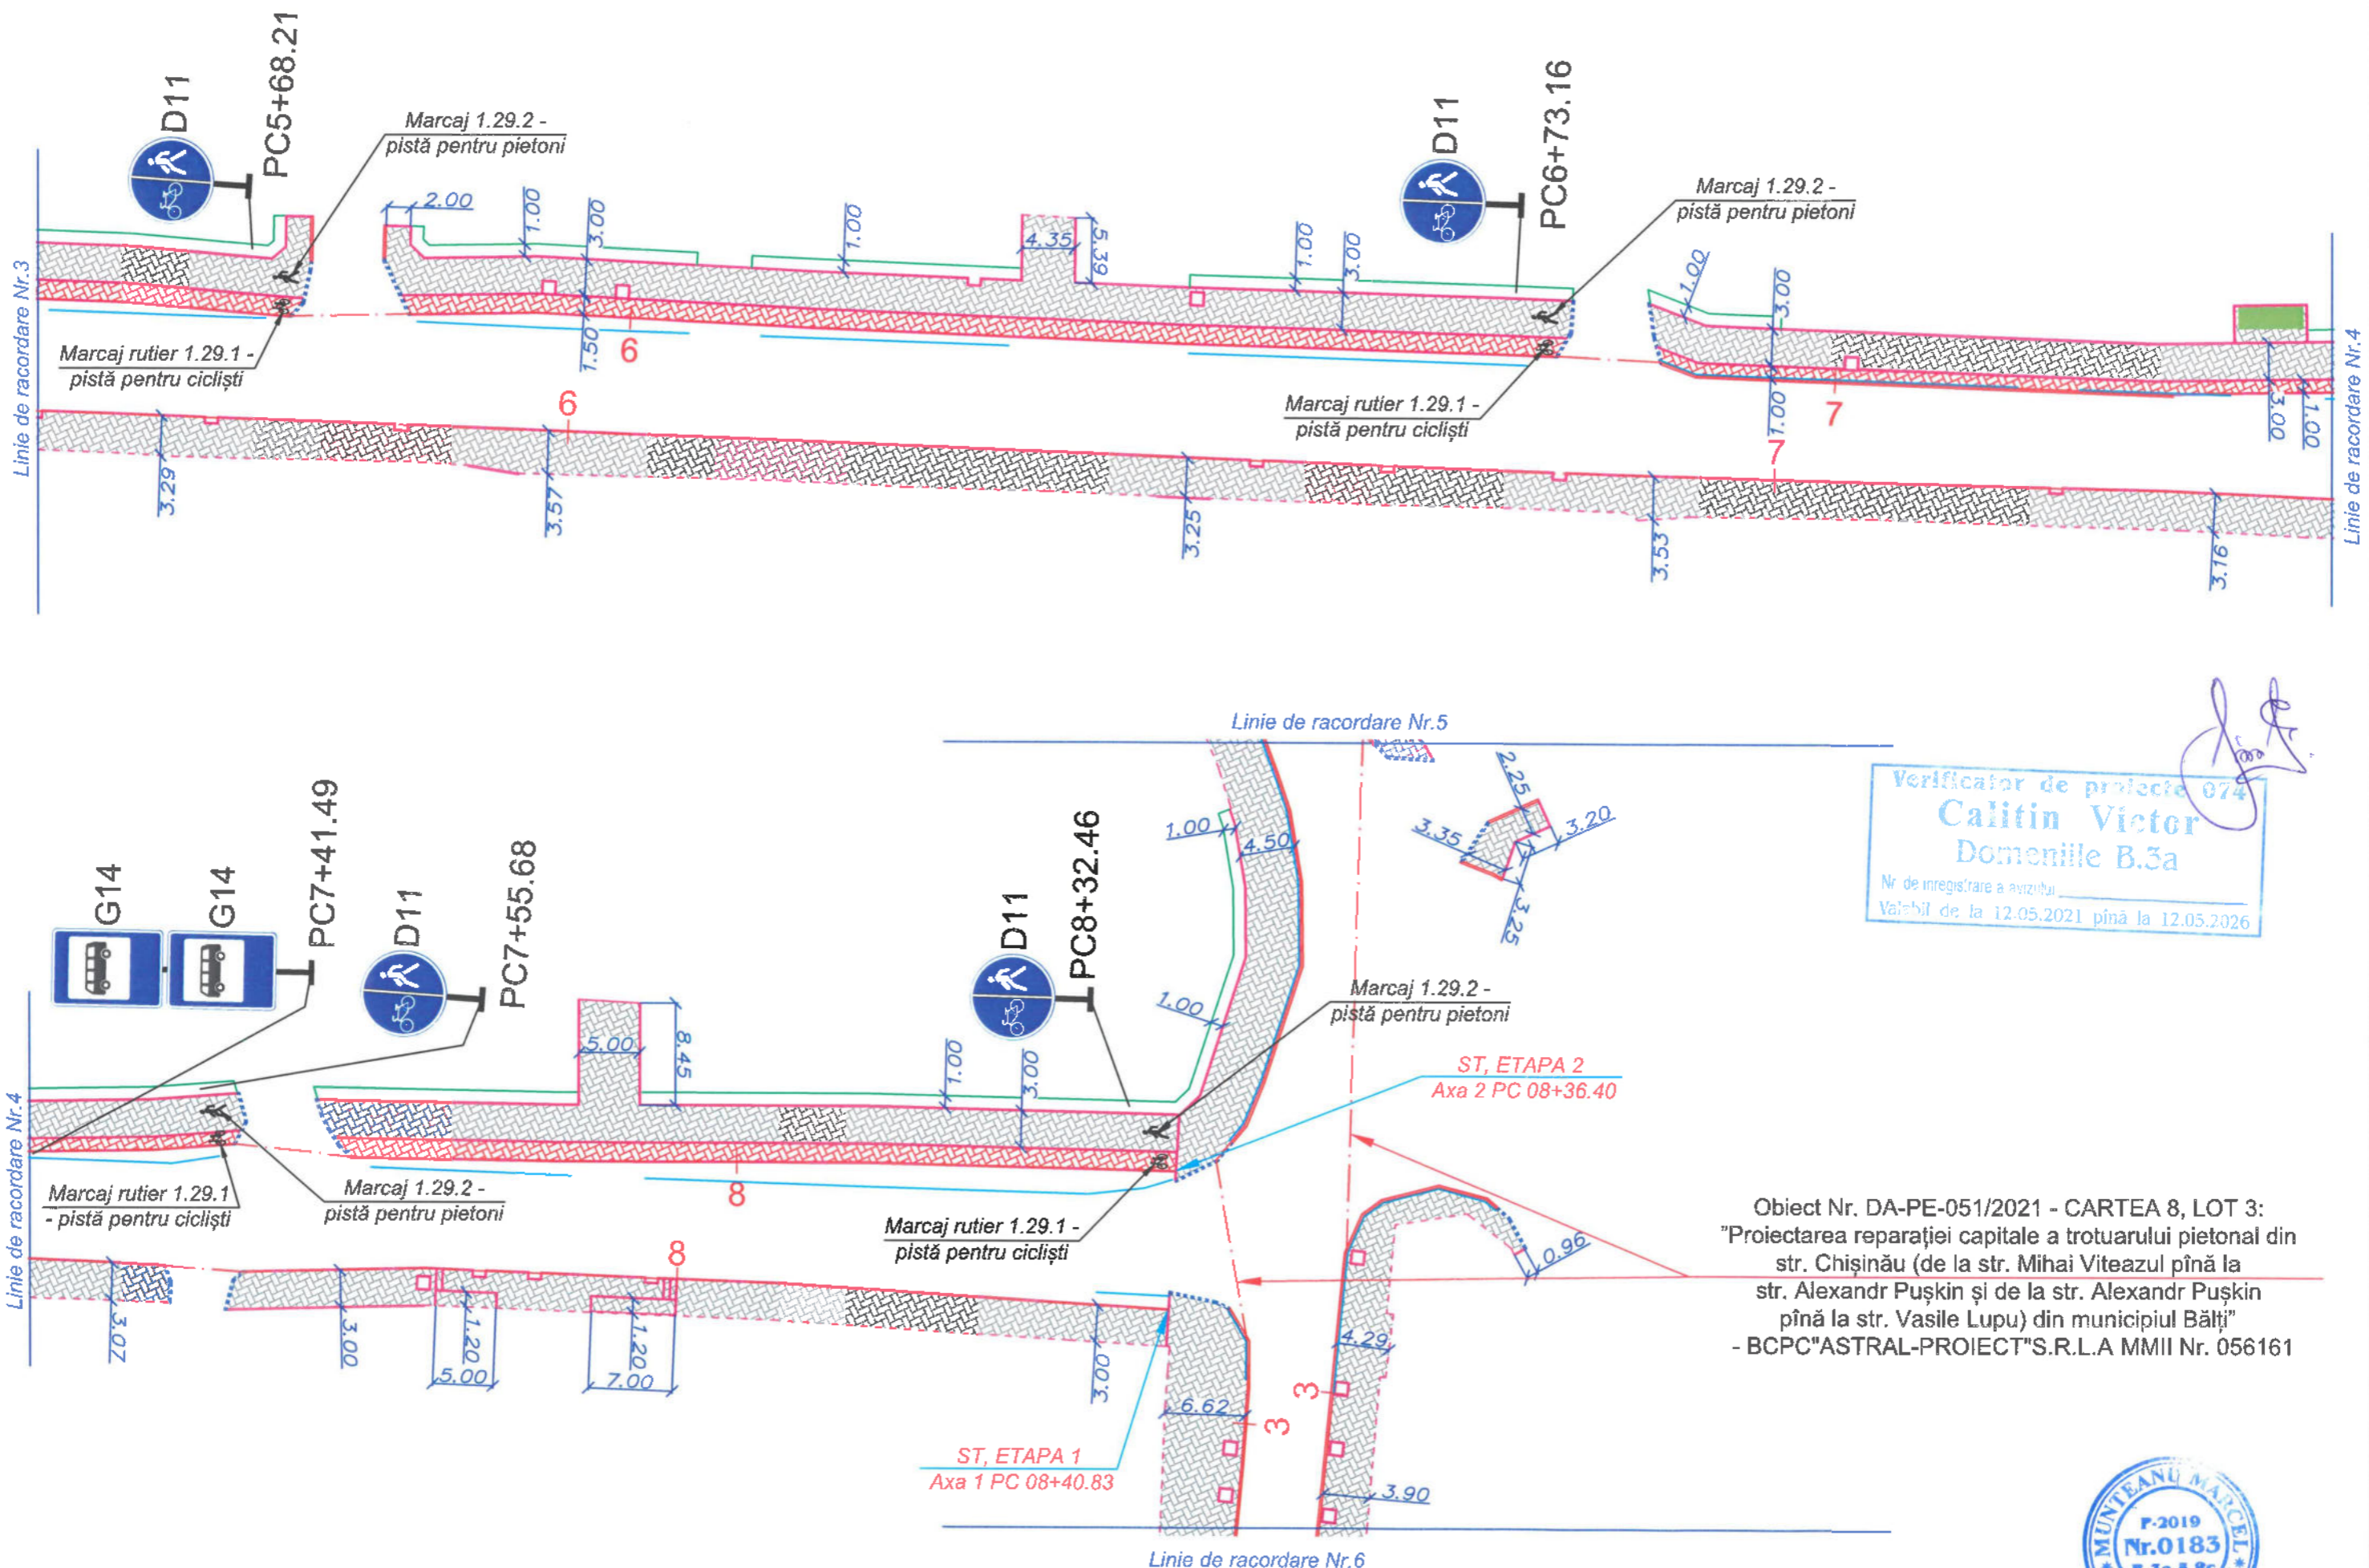 Linie de racordare Nr.3
D11
PC5+68.21
Marcaj 1.29.2 -
pistă pentru pietoni
Marcaj rutier 1.29.1 -
pistă pentru cicliști
2.00
1.00
3.00
1.50
6
1.00
4.35
5.39
1.00
3.00
D11
PC6+73.16
Marcaj 1.29.2 -
pistă pentru pietoni
Marcaj rutier 1.29.1 -
pistă pentru cicliști
1.00
3.00
1.00
7
3.00
1.00
Linie de racordare Nr.4
6
7
3.29
3.57
3.25
3.53
3.16
Linie de racordare Nr.5
Verificator de proiecte 074
Calitin Victor
Domeniile B.3a
Nr. de inregistrare a avizului
Valabil de la 12.05.2021 pină la 12.05.2026
Linie de racordare Nr.4
G14
G14
PC7+41.49
D11
PC7+55.68
Marcaj rutier 1.29.1
- pistă pentru cicliști
Marcaj 1.29.2 -
pistă pentru pietoni
5.00
8.45
1.00
3.00
8
D11
PC8+32.46
Marcaj rutier 1.29.1 -
pistă pentru cicliști
1.00
4.50
1.00
2.25
3.20
3.35
3.25
Marcaj 1.29.2 -
pistă pentru pietoni
ST, ETAPA 2
Axa 2 PC 08+36.40
8
3.07
3.00
1.20
5.00
1.20
7.00
3.00
6.62
3
3
4.29
0.96
3.90
ST, ETAPA 1
Axa 1 PC 08+40.83
Obiect Nr. DA-PE-051/2021 - CARTEA 8, LOT 3:
"Proiectarea reparației capitale a trotuarului pietonal din
str. Chișinău (de la str. Mihai Viteazul pînă la
str. Alexandr Pușkin și de la str. Alexandr Pușkin
pînă la str. Vasile Lupu) din municipiul Bălți"
- BCPC"ASTRAL-PROIECT"S.R.L.A MMII Nr. 056161
Linie de racordare Nr.6
MUNTEANU MARCEL
P-2019
Nr.0183